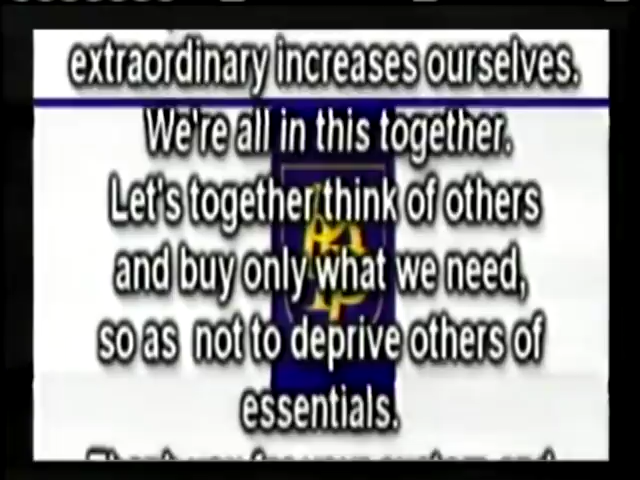 extraordinary increases ourselves.
We're all in this together.
Let's together think of others
and buy only what we need,
so as not to deprive others of
essentials.